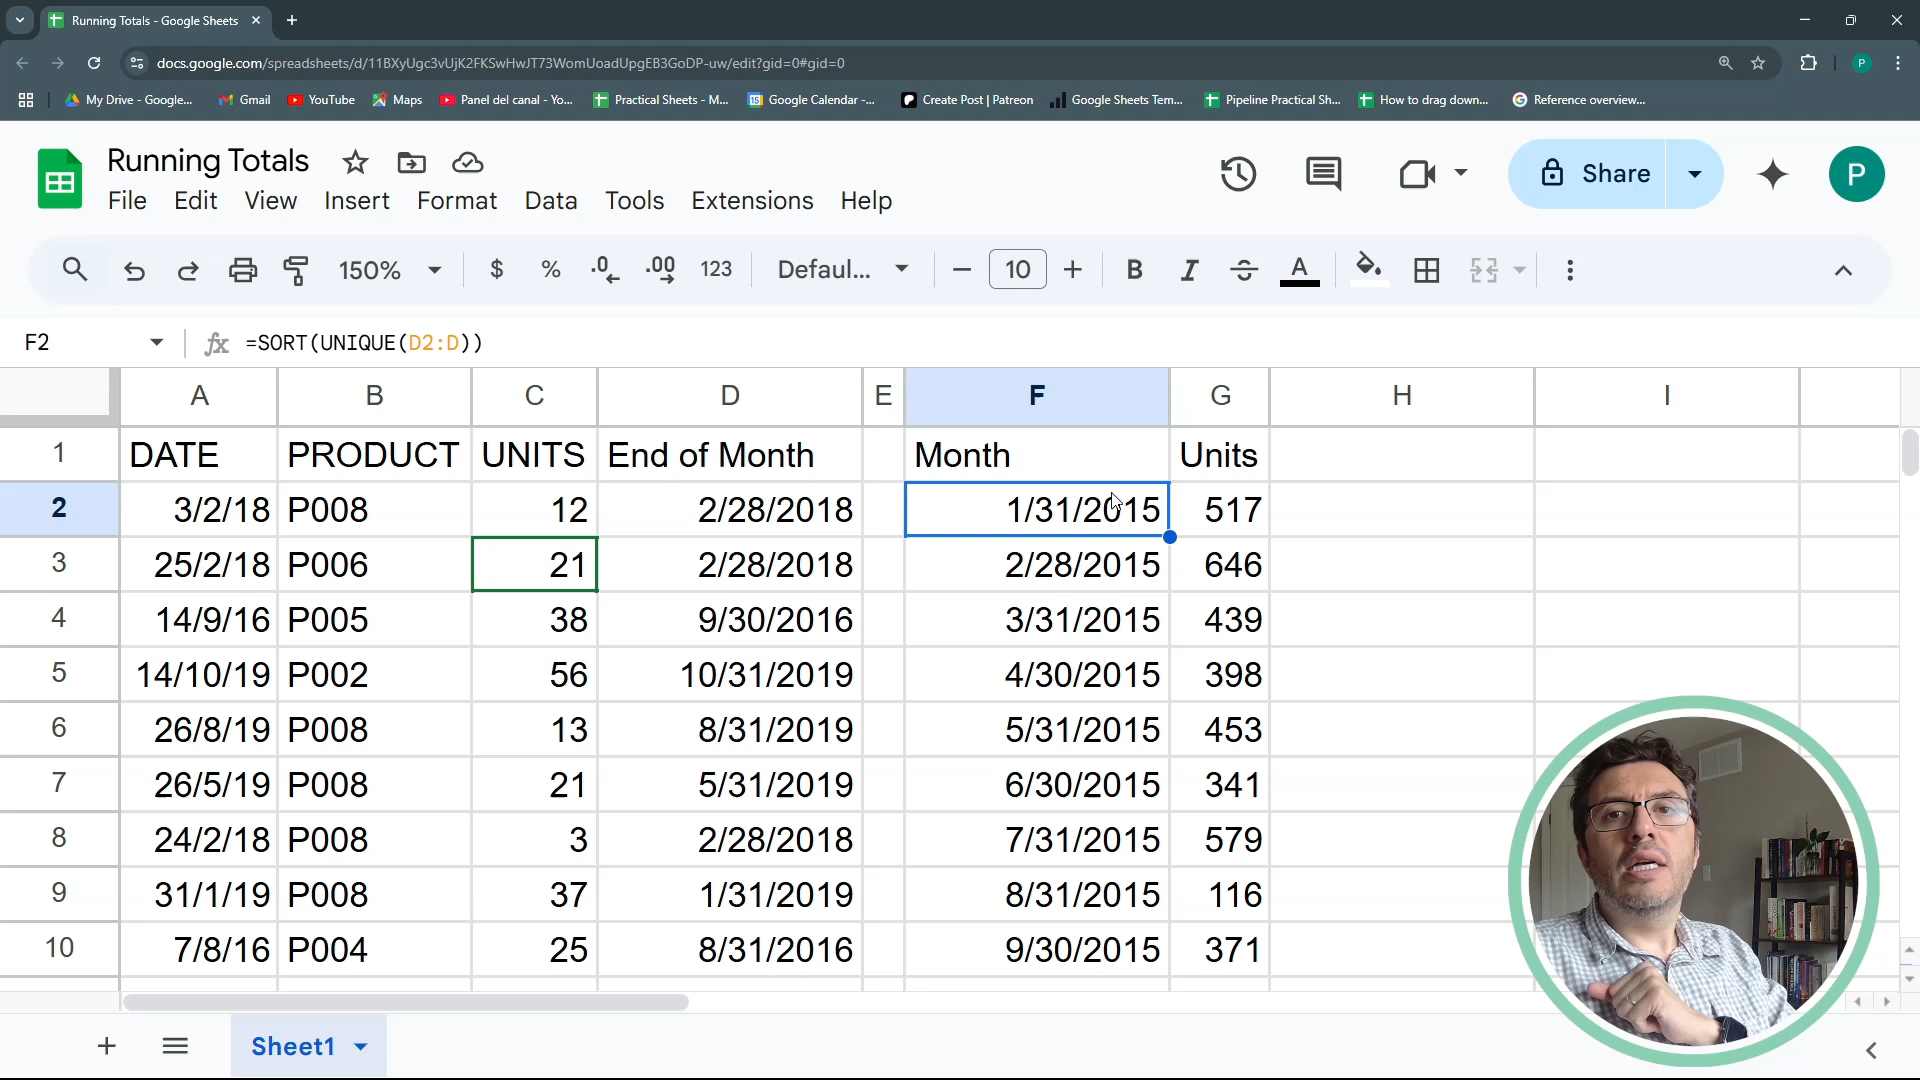 Running Totals - Google Sheets
docs.google.com/spreadsheets/d/11BXyUgc3vUjK2FKSwHwJT73WomUoadUpgEB3GoDP-uw/edit?gid=0#gid=0
P
My Drive - Google... Gmail YouTube Maps Panel del canal - Yo... Practical Sheets - M... 15 Google Calendar -... Create Post | Patreon Google Sheets Tem... Pipeline Practical Sh... How to drag down... Reference overview...
Running Totals
Share
P
File Edit View Insert Format Data Tools Extensions Help
150% $ % .0 .00 123 Defaul... 10 B I A
F2 fx =SORT(UNIQUE(D2:D))
A B C D E F G H I
1 DATE PRODUCT UNITS End of Month Month Units
2 3/2/18 P008 12 2/28/2018 1/31/2015 517
3 25/2/18 P006 21 2/28/2018 2/28/2015 646
4 14/9/16 P005 38 9/30/2016 3/31/2015 439
5 14/10/19 P002 56 10/31/2019 4/30/2015 398
6 26/8/19 P008 13 8/31/2019 5/31/2015 453
7 26/5/19 P008 21 5/31/2019 6/30/2015 341
8 24/2/18 P008 3 2/28/2018 7/31/2015 579
9 31/1/19 P008 37 1/31/2019 8/31/2015 116
10 7/8/16 P004 25 8/31/2016 9/30/2015 371
Sheet1